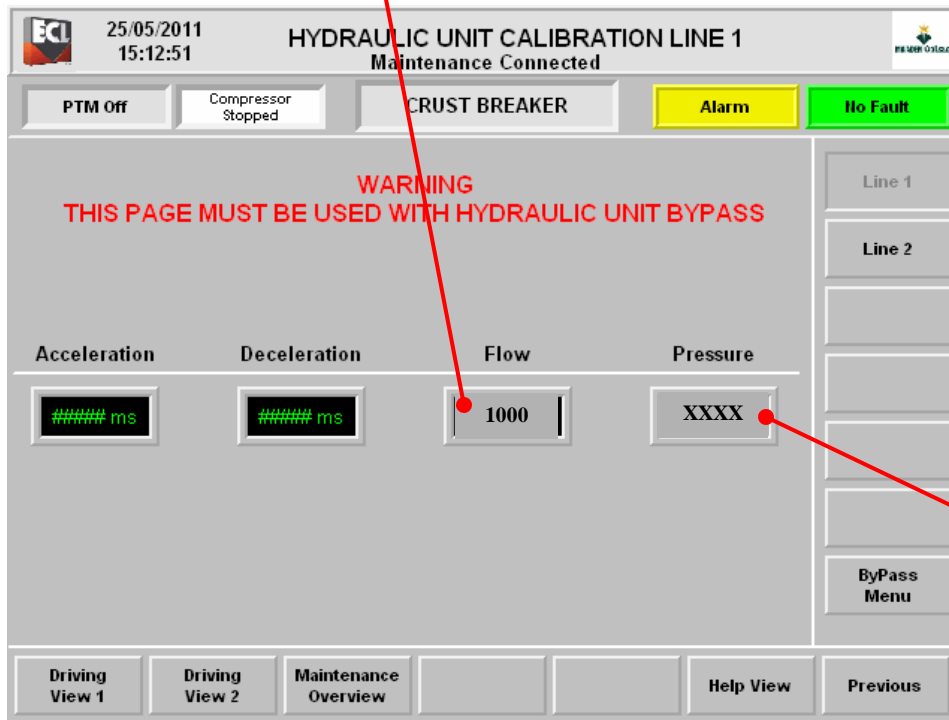 ECL
25/05/2011
15:12:51
HYDRAULIC UNIT CALIBRATION LINE 1
Maintenance Connected
PTM Off
Compressor
Stopped
CRUST BREAKER
Alarm
No Fault
WARNING
THIS PAGE MUST BE USED WITH HYDRAULIC UNIT BYPASS
Line 1
Line 2
Acceleration
Deceleration
Flow
Pressure
##### ms
##### ms
1000
XXXX
ByPass
Menu
Driving
View 1
Driving
View 2
Maintenance
Overview
Help View
Previous